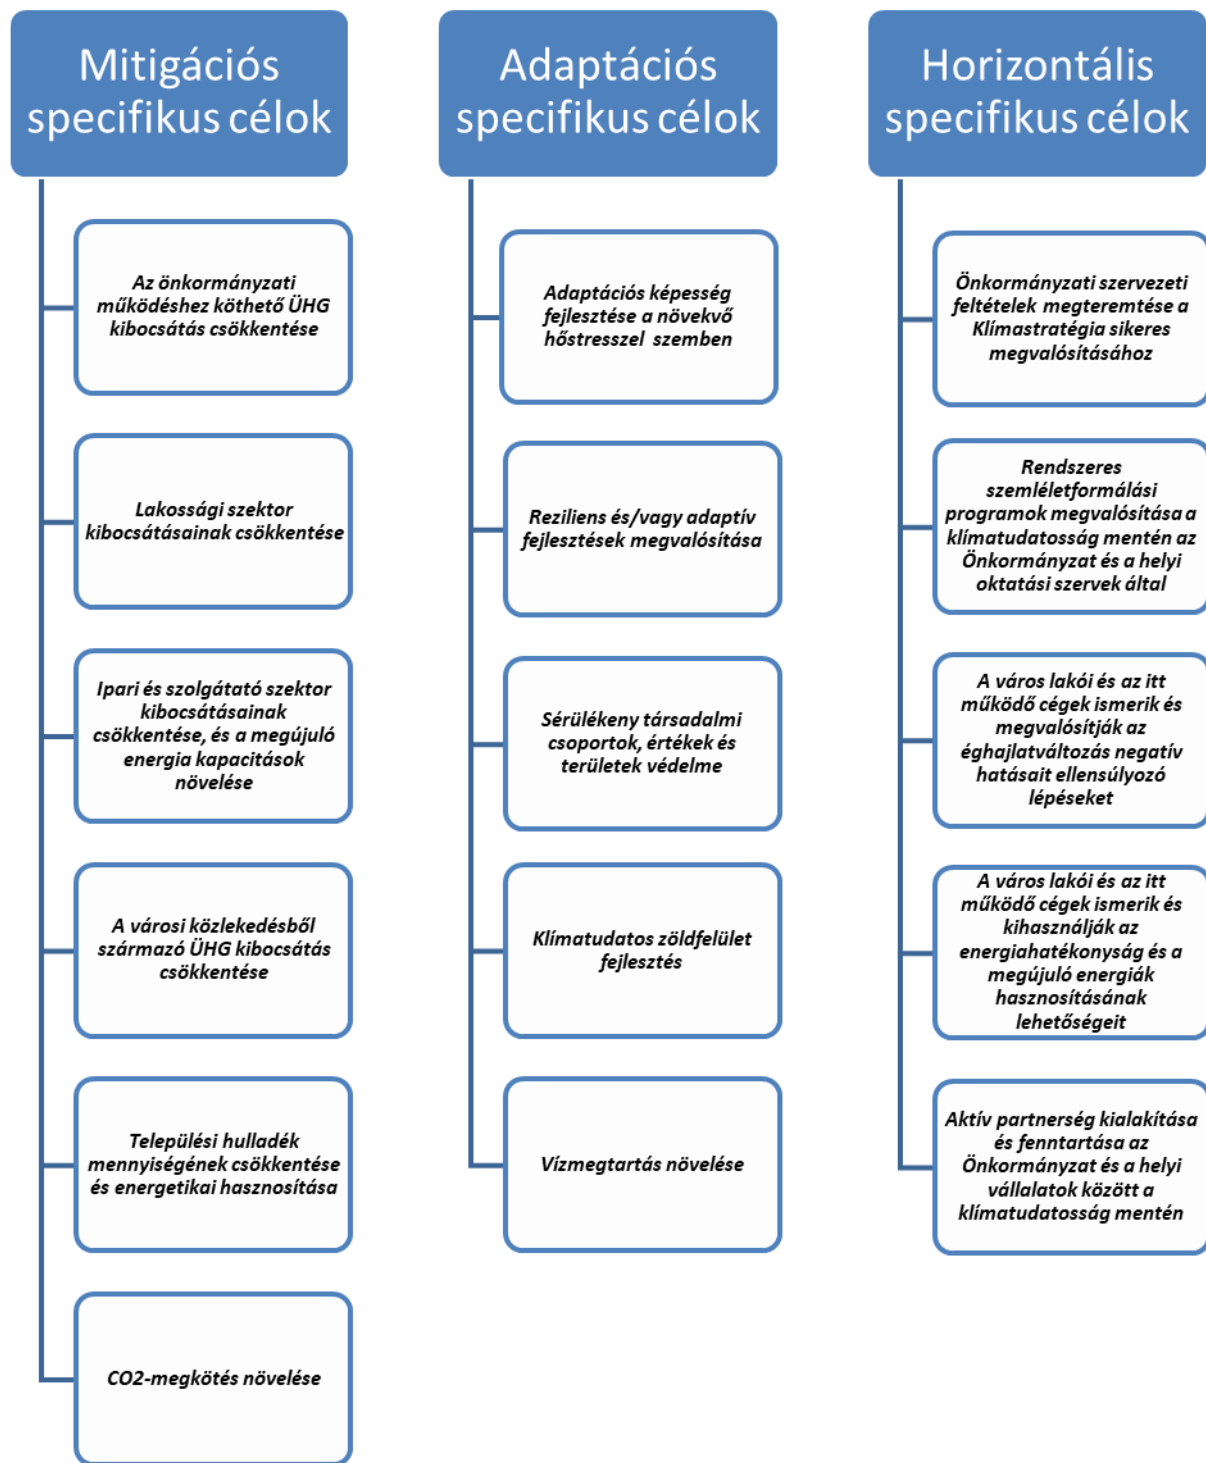 Mitigációs
specifikus célok
Az önkormányzati
működéshez köthető ÜHG
kibocsátás csökkentése
Lakossági szektor
kibocsátásainak csökkentése
Ipari és szolgátató szektor
kibocsátásainak
csökkentése, és a megújuló
energia kapacitások
növelése
A városi közlekedésből
származó ÜHG kibocsátás
csökkentése
Települési hulladék
mennyiségének csökkentése
és energetikai hasznosítása
CO2-megkötés növelése
Adaptációs
specifikus célok
Adaptációs képesség
fejlesztése a növekvő
hőstresszel  szemben
Reziliens és/vagy adaptív
fejlesztések megvalósítása
Sérülékeny társadalmi
csoportok, értékek és
területek védelme
Klímatudatos zöldfelület
fejlesztés
Vízmegtartás növelése
Horizontális
specifikus célok
Önkormányzati szervezeti
feltételek megteremtése a
Klímastratégia sikeres
megvalósításához
Rendszeres
szemléletformálási
programok megvalósítása a
klímatudatosság mentén az
Önkormányzat és a helyi
oktatási szervek által
A város lakói és az itt
működő cégek ismerik és
megvalósítják az
éghajlatváltozás negatív
hatásait ellensúlyozó
lépéseket
A város lakói és az itt
működő cégek ismerik és
kihasználják az
energiahatékonyság és a
megújuló energiák
hasznosításának
lehetőségeit
Aktív partnerség kialakítása
és fenntartása az
Önkormányzat és a helyi
vállalatok között a
klímatudatosság mentén